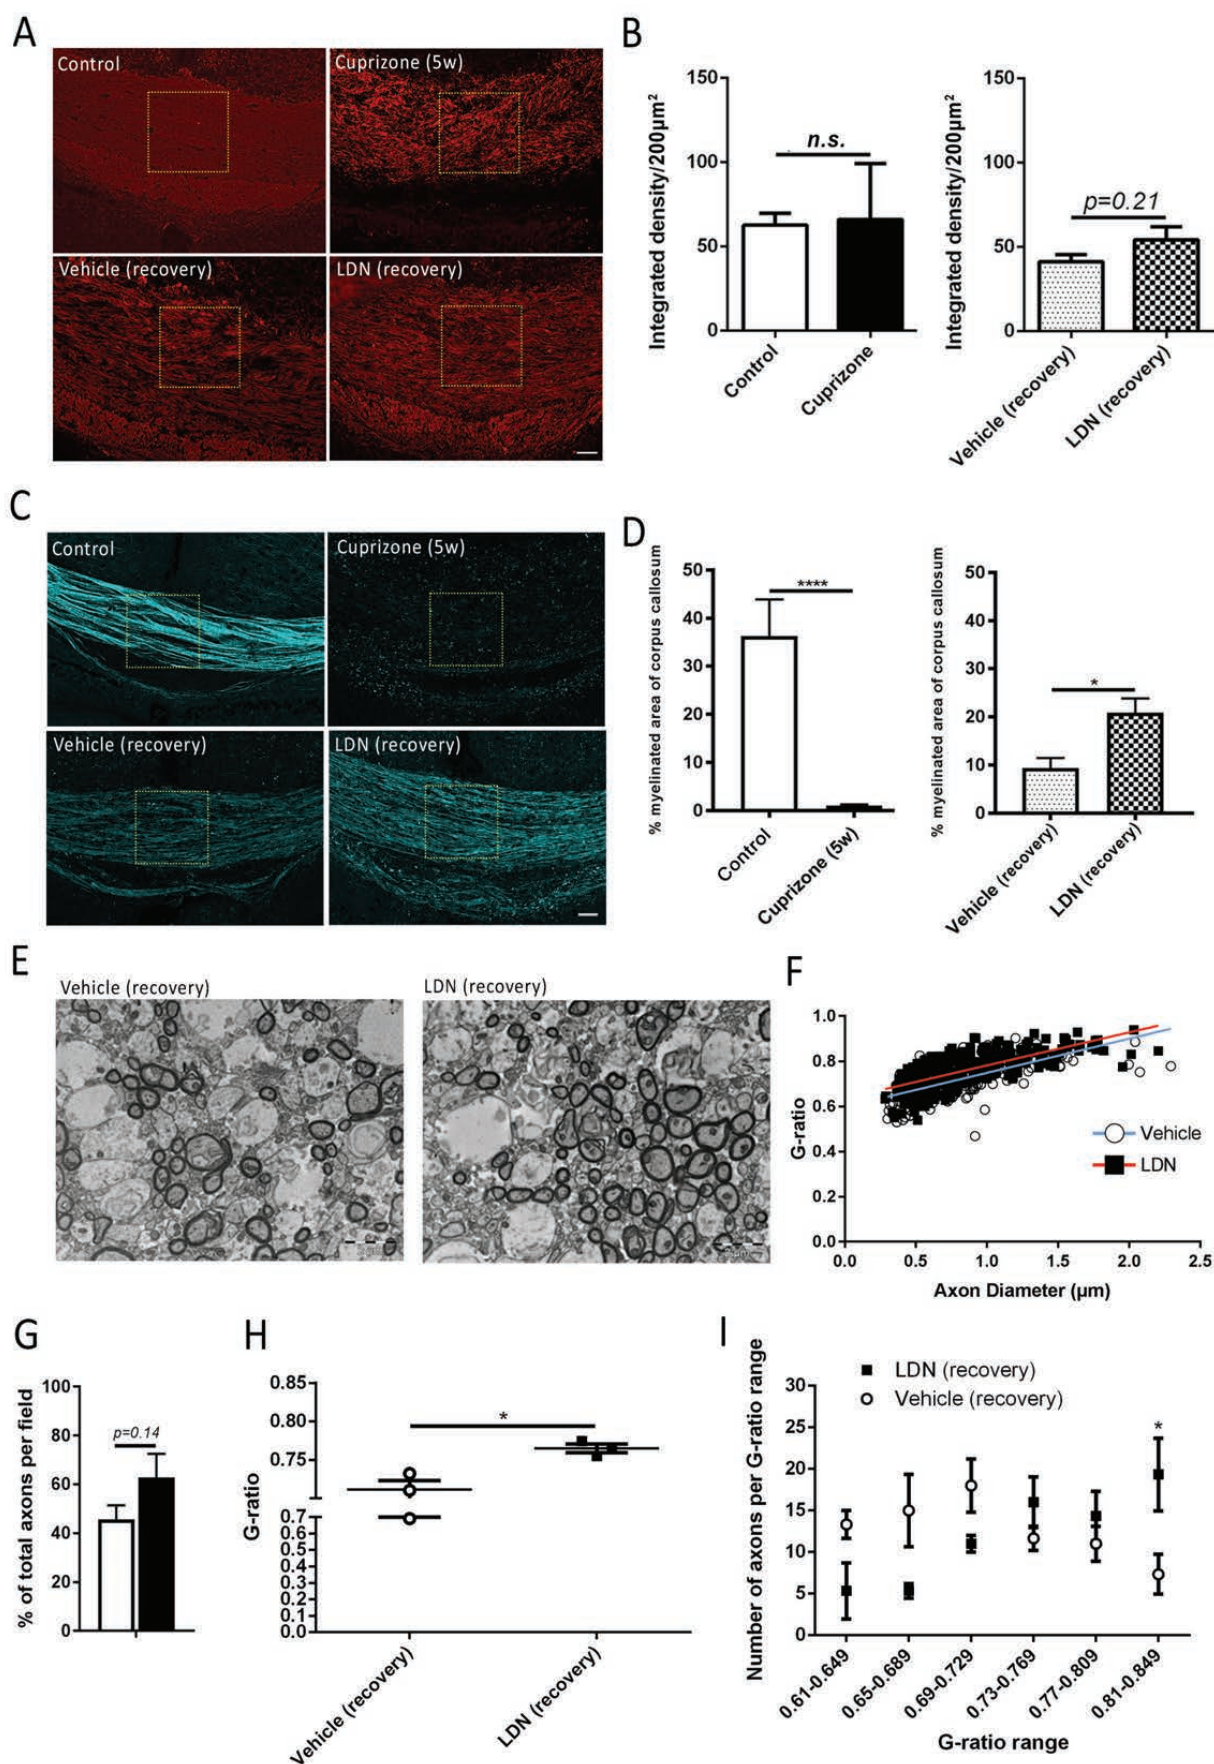 A
Control
Cuprizone (5w)
Vehicle (recovery)
LDN (recovery)
B
Integrated density/200µm²
150
100
50
0
n.s.
Control
Cuprizone
Integrated density/200µm²
150
100
50
0
p=0.21
Vehicle (recovery)
LDN (recovery)
C
Control
Cuprizone (5w)
Vehicle (recovery)
LDN (recovery)
D
% myelinated area of corpus callosum
50
40
30
20
10
0
****
Control
Cuprizone (5w)
% myelinated area of corpus callosum
50
40
30
20
10
0
*
Vehicle (recovery)
LDN (recovery)
E
Vehicle (recovery)
LDN (recovery)
F
G-ratio
1.0
0.8
0.6
0.4
0.2
0.0
Vehicle
LDN
0.0 0.5 1.0 1.5 2.0 2.5
Axon Diameter (µm)
G
% of total axons per field
100
80
60
40
20
0
p=0.14
H
G-ratio
0.85
0.80
0.75
0.7
0.6
0.5
0.4
0.3
0.2
0.1
0.0
*
Vehicle (recovery)
LDN (recovery)
I
LDN (recovery)
Vehicle (recovery)
Number of axons per G-ratio range
30
25
20
15
10
5
0
*
0.61-0.649
0.65-0.689
0.69-0.729
0.73-0.769
0.77-0.809
0.81-0.849
G-ratio range